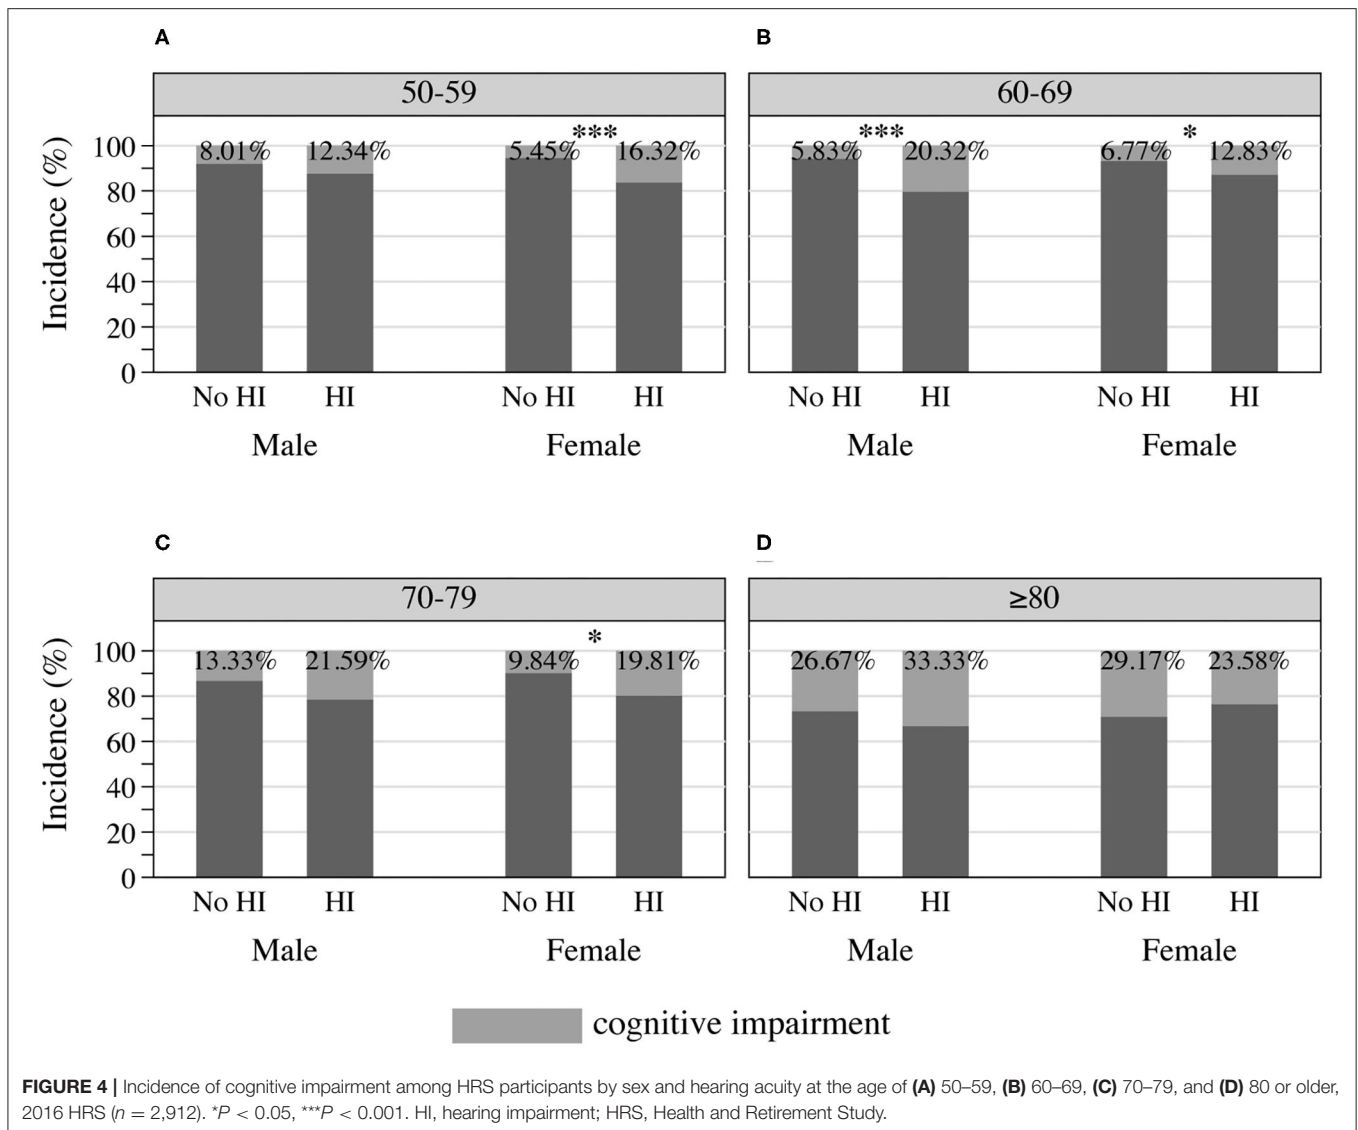 A
B
50-59
60-69
Incidence (%)
100
80
60
40
20
0
8.01% 12.34% 5.45% *** 16.32%
5.83% *** 20.32% 6.77% * 12.83%
No HI HI No HI HI
No HI HI No HI HI
Male Female
Male Female
C
D
70-79
≥80
Incidence (%)
100
80
60
40
20
0
13.33% 21.59% 9.84% * 19.81%
26.67% 33.33% 29.17% 23.58%
No HI HI No HI HI
No HI HI No HI HI
Male Female
Male Female
cognitive impairment
FIGURE 4 | Incidence of cognitive impairment among HRS participants by sex and hearing acuity at the age of (A) 50–59, (B) 60–69, (C) 70–79, and (D) 80 or older,
2016 HRS (n = 2,912). *P < 0.05, ***P < 0.001. HI, hearing impairment; HRS, Health and Retirement Study.